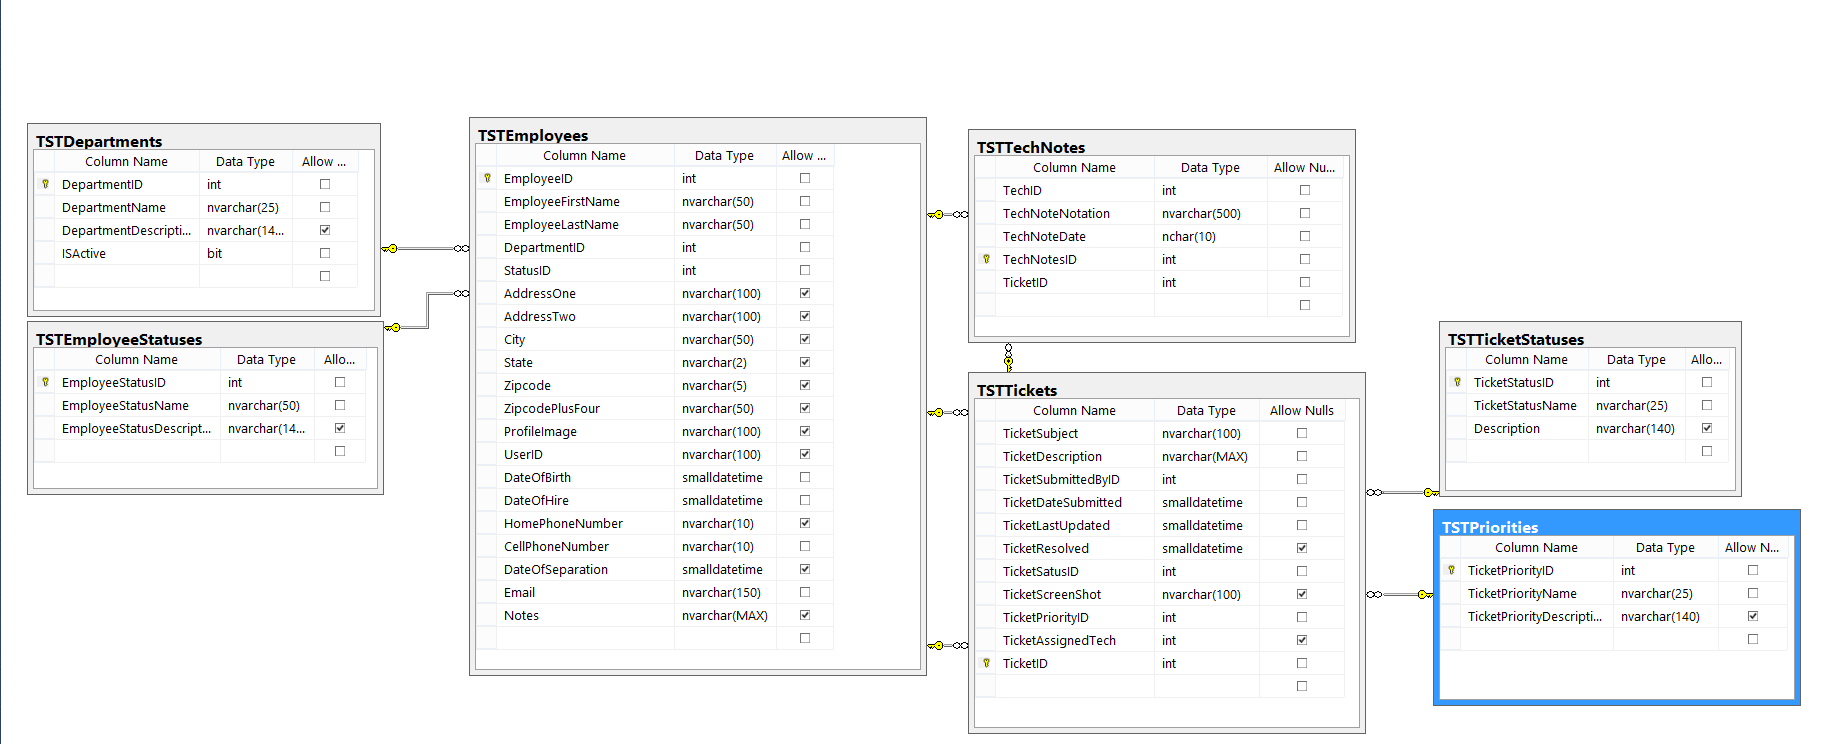 TSTDepartments
Column Name Data Type Allow ...
DepartmentID int
DepartmentName nvarchar(25)
DepartmentDescripti... nvarchar(14...
ISActive bit
TSTEmployeeStatuses
Column Name Data Type Allo...
EmployeeStatusID int
EmployeeStatusName nvarchar(50)
EmployeeStatusDescript... nvarchar(14...
TSTEmployees
Column Name Data Type Allow ...
EmployeeID int
EmployeeFirstName nvarchar(50)
EmployeeLastName nvarchar(50)
DepartmentID int
StatusID int
AddressOne nvarchar(100)
AddressTwo nvarchar(100)
City nvarchar(50)
State nvarchar(2)
Zipcode nvarchar(5)
ZipcodePlusFour nvarchar(50)
ProfileImage nvarchar(100)
UserID nvarchar(100)
DateOfBirth smalldatetime
DateOfHire smalldatetime
HomePhoneNumber nvarchar(10)
CellPhoneNumber nvarchar(10)
DateOfSeparation smalldatetime
Email nvarchar(150)
Notes nvarchar(MAX)
TSTTechNotes
Column Name Data Type Allow Nu...
TechID int
TechNoteNotation nvarchar(500)
TechNoteDate nchar(10)
TechNotesID int
TicketID int
TSTTickets
Column Name Data Type Allow Nulls
TicketSubject nvarchar(100)
TicketDescription nvarchar(MAX)
TicketSubmittedByID int
TicketDateSubmitted smalldatetime
TicketLastUpdated smalldatetime
TicketResolved smalldatetime
TicketSatusID int
TicketScreenShot nvarchar(100)
TicketPriorityID int
TicketAssignedTech int
TicketID int
TSTTicketStatuses
Column Name Data Type Allo...
TicketStatusID int
TicketStatusName nvarchar(25)
Description nvarchar(140)
TSTPriorities
Column Name Data Type Allow N...
TicketPriorityID int
TicketPriorityName nvarchar(25)
TicketPriorityDescripti... nvarchar(140)